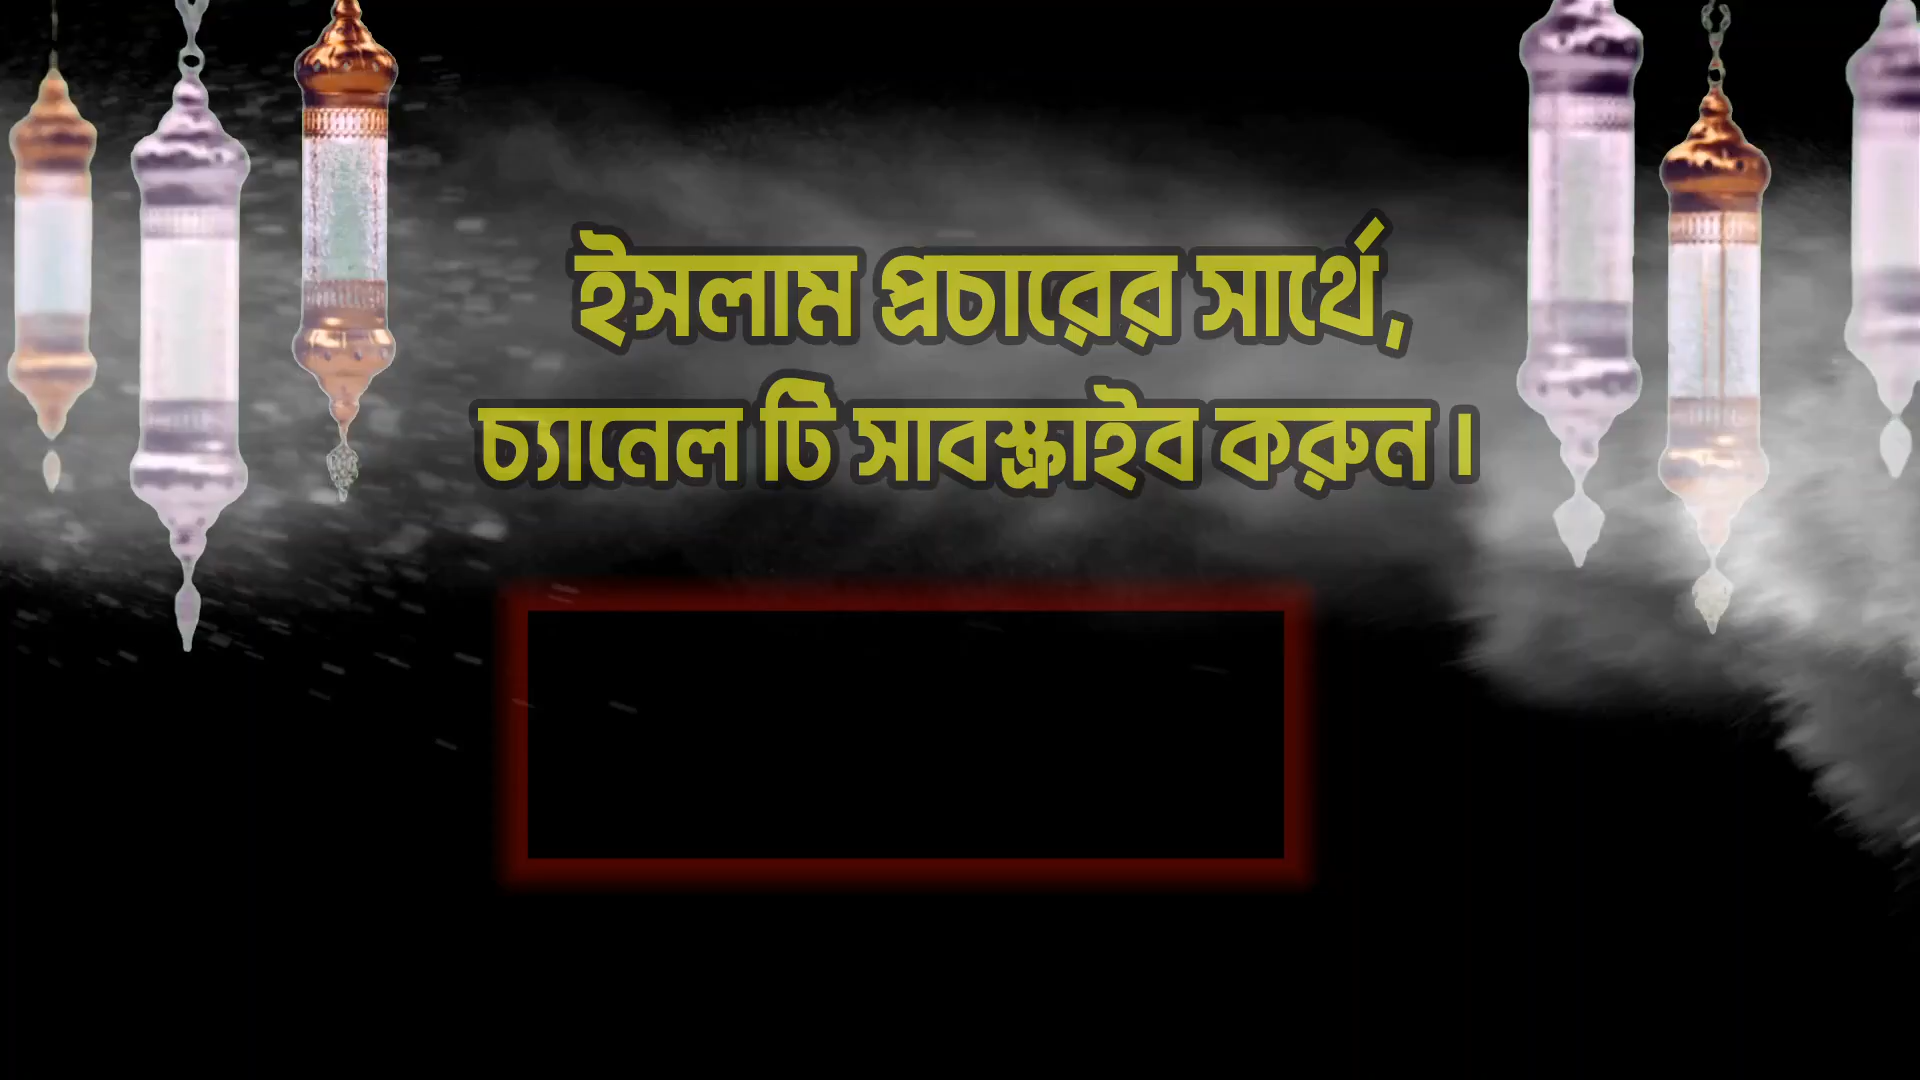 ইসলাম প্রচারের সার্থে,
চ্যানেল টি সাবস্ক্রাইব করুন।